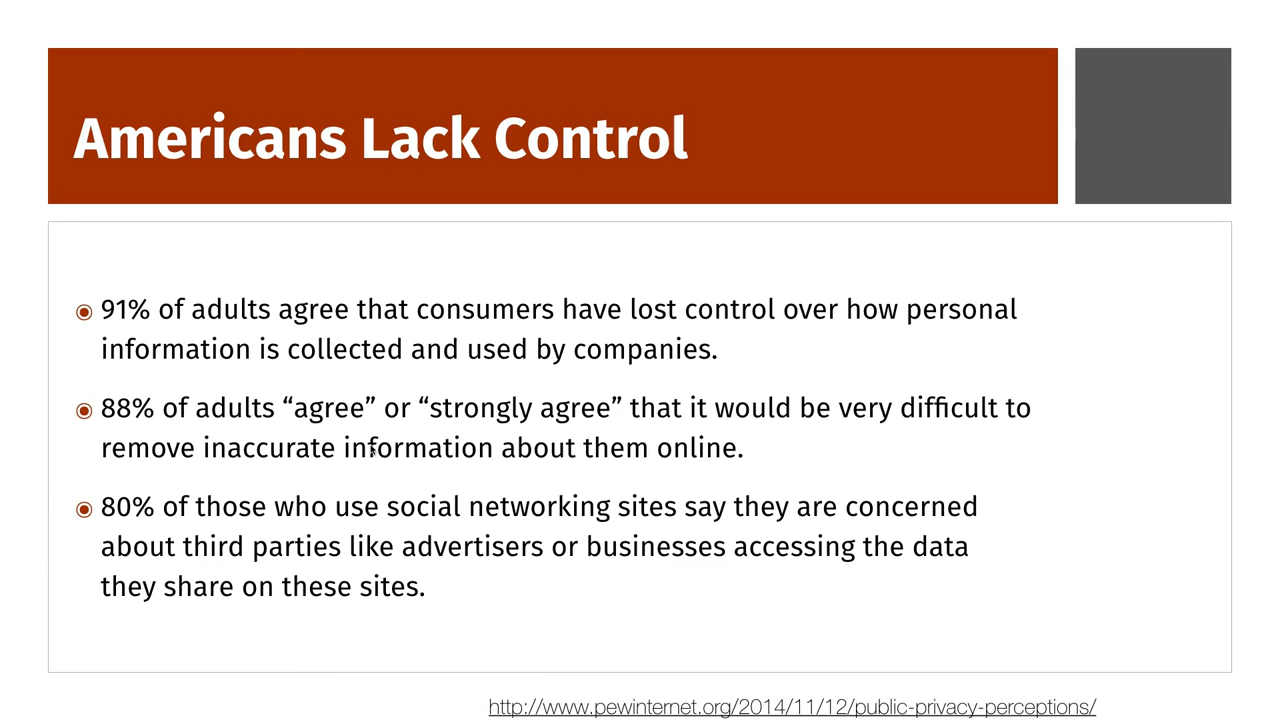 Americans Lack Control
91% of adults agree that consumers have lost control over how personal
information is collected and used by companies.
88% of adults “agree” or “strongly agree” that it would be very difficult to
remove inaccurate information about them online.
80% of those who use social networking sites say they are concerned
about third parties like advertisers or businesses accessing the data
they share on these sites.
http://www.pewinternet.org/2014/11/12/public-privacy-perceptions/